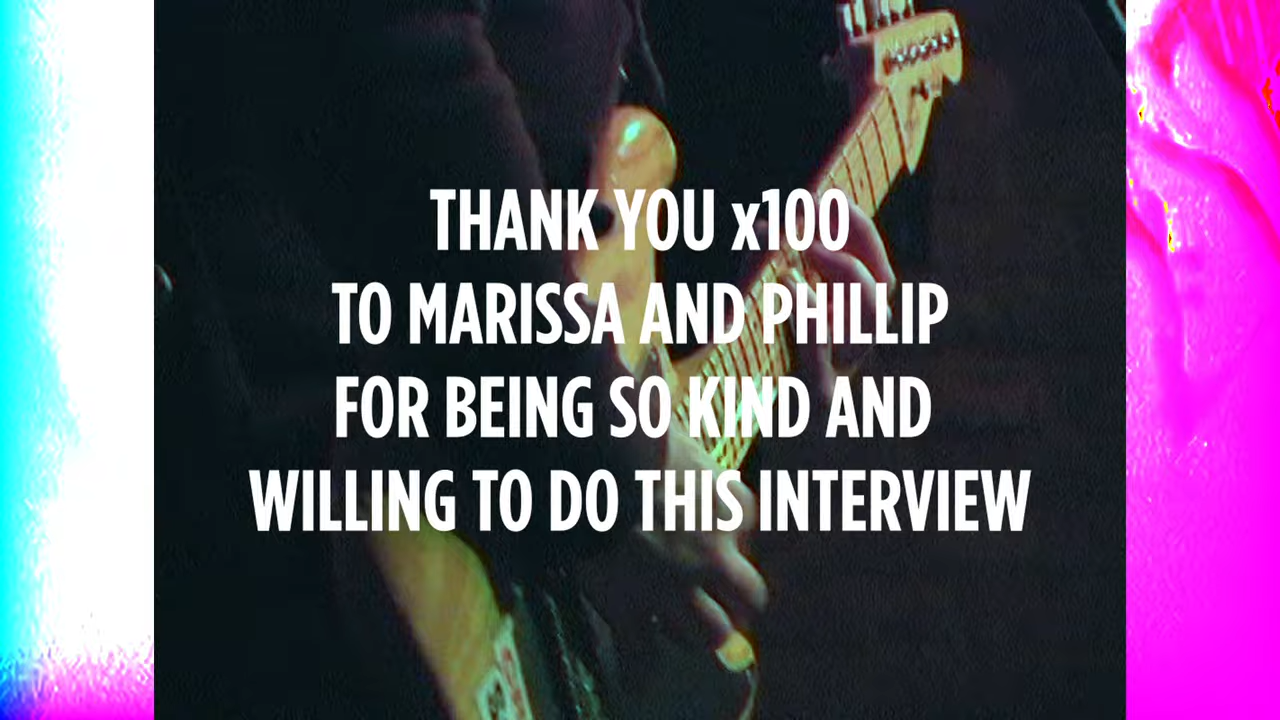 THANK YOU x100
TO MARISSA AND PHILLIP
FOR BEING SO KIND AND
WILLING TO DO THIS INTERVIEW